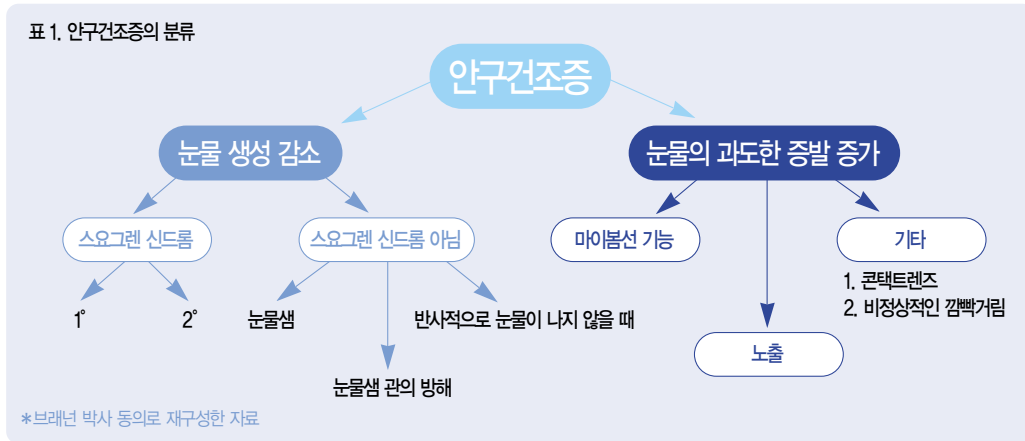 표 1. 안구건조증의 분류
안구건조증
눈물 생성 감소
눈물의 과도한 증발 증가
스요그렌 신드롬
스요그렌 신드롬 아님
마이봄선 기능
기타
1°
2°
눈물샘
반사적으로 눈물이 나지 않을 때
눈물샘 관의 방해
노출
1. 콘택트렌즈
2. 비정상적인 깜빡거림
*브래넌 박사 동의로 재구성한 자료